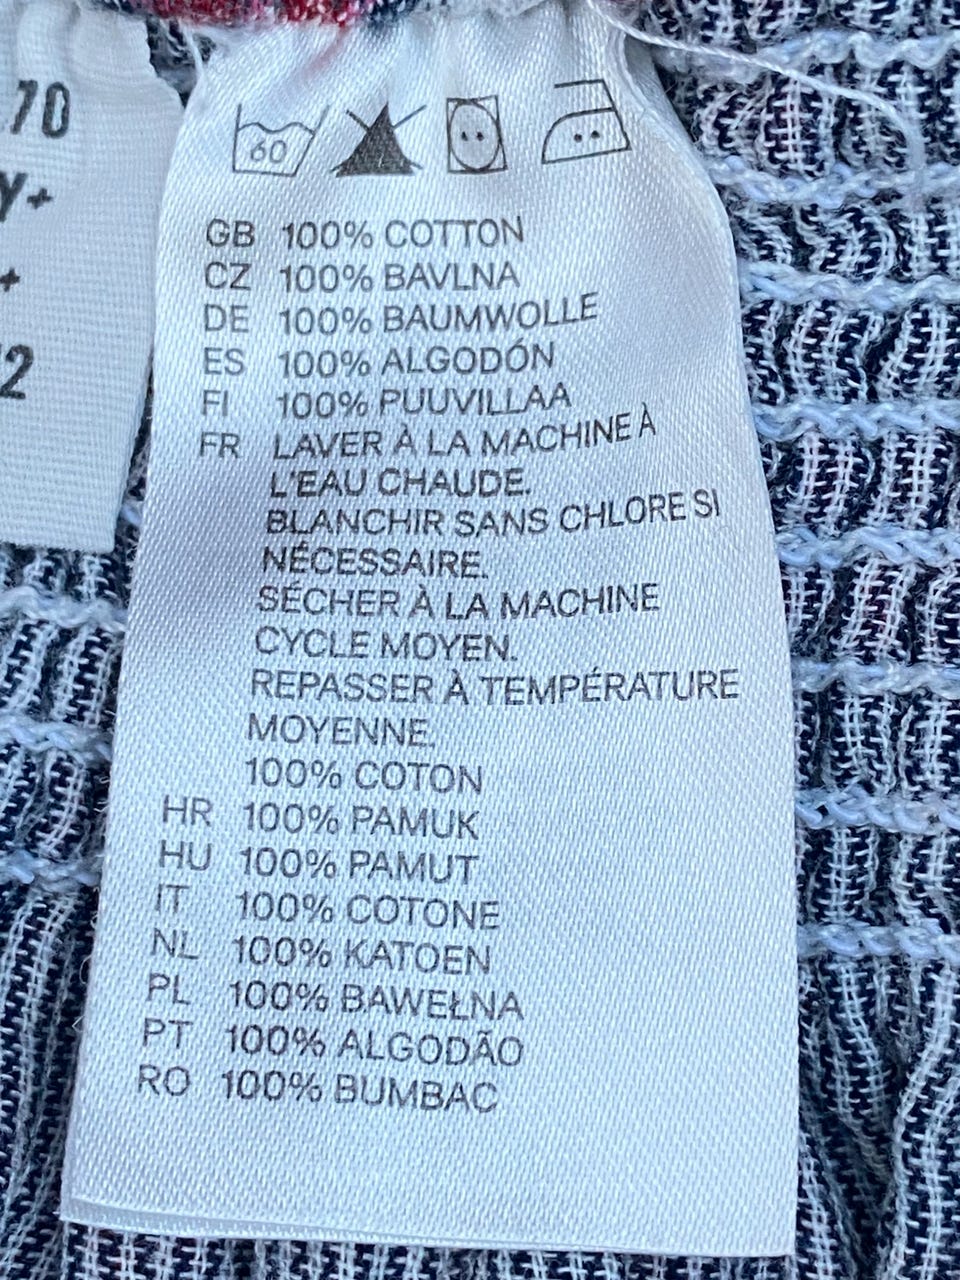 70
Y+
+
2
60
GB 100% COTTON
CZ 100% BAVLNA
DE 100% BAUMWOLLE
ES 100% ALGODÓN
FI 100% PUUVILLAA
FR LAVER À LA MACHINE À
L'EAU CHAUDE.
BLANCHIR SANS CHLORE SI
NÉCESSAIRE.
SÉCHER À LA MACHINE
CYCLE MOYEN.
REPASSER À TEMPÉRATURE
MOYENNE.
100% COTON
HR 100% PAMUK
HU 100% PAMUT
IT 100% COTONE
NL 100% KATOEN
PL 100% BAWEŁNA
PT 100% ALGODÃO
RO 100% BUMBAC